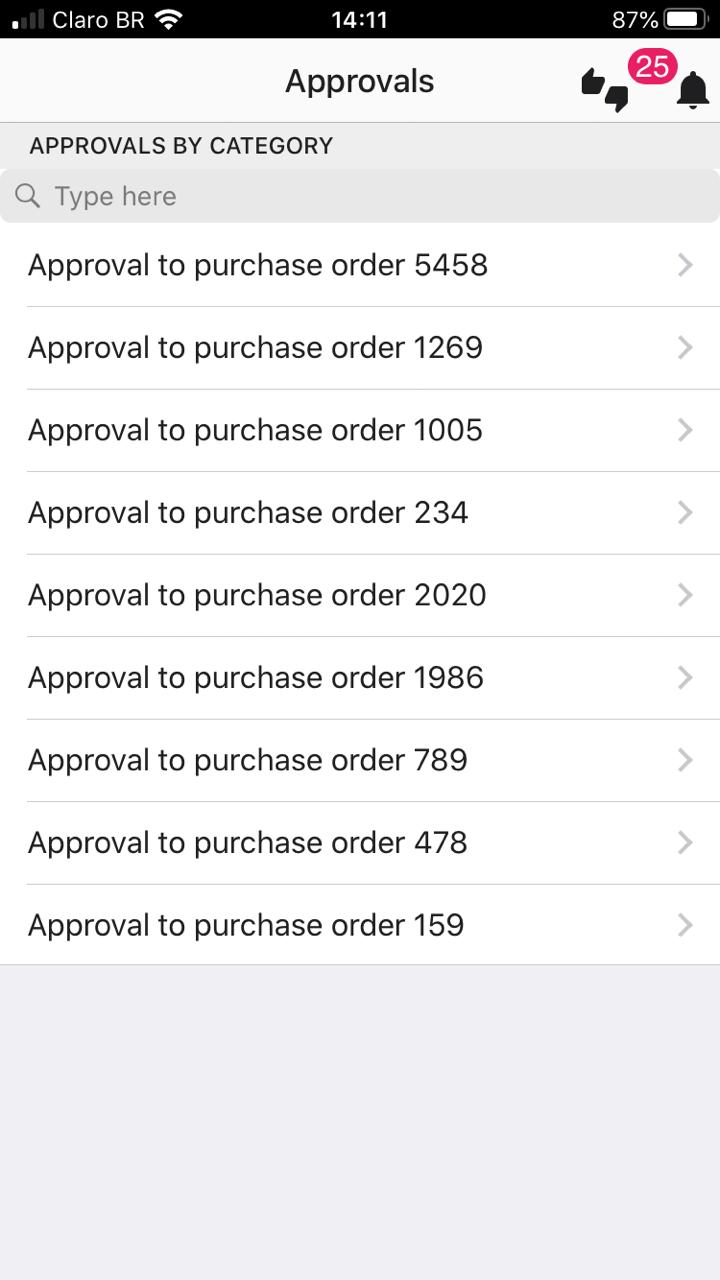 Claro BR
14:11
87%
Approvals
25
APPROVALS BY CATEGORY
Type here
Approval to purchase order 5458
Approval to purchase order 1269
Approval to purchase order 1005
Approval to purchase order 234
Approval to purchase order 2020
Approval to purchase order 1986
Approval to purchase order 789
Approval to purchase order 478
Approval to purchase order 159